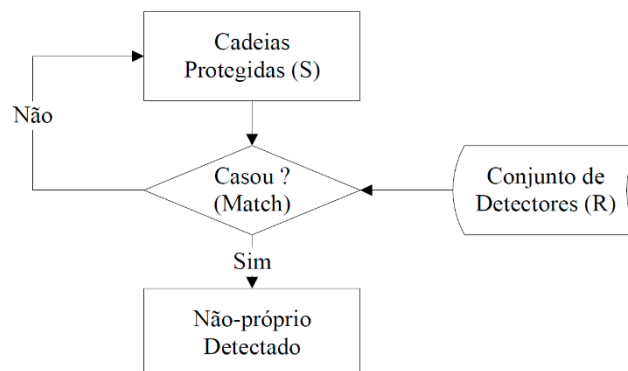 Cadeias
Protegidas (S)
Não
Casou ?
(Match)
Conjunto de
Detectores (R)
Sim
Não-próprio
Detectado